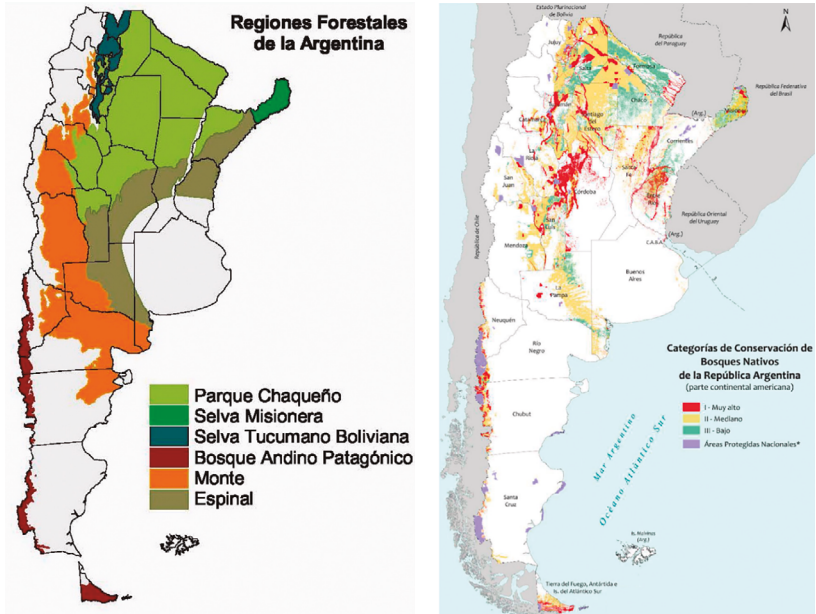 Regiones Forestales
de la Argentina
Parque Chaqueño
Selva Misionera
Selva Tucumano Boliviana
Bosque Andino Patagónico
Monte
Espinal
Estado Plurinacional
de Bolivia
N
República
del Paraguay
Jujuy
Salta
Formosa
República Federativa
del Brasil
Chaco
Misiones
Tucumán
(Arg.)
Catamarca
Santiago
del Estero
Corrientes
La
Rioja
Santa
Fe
San
Juan
Córdoba
Entre
Ríos
República Oriental
del Uruguay
San
Luis
República de Chile
Mendoza
(Arg.)
C.A.B.A.
Buenos
Aires
La
Pampa
Neuquén
Río
Negro
Categorías de Conservación de
Bosques Nativos
de la República Argentina
(parte continental americana)
I - Muy alto
II - Mediano
III - Bajo
Áreas Protegidas Nacionales*
Chubut
Mar Argentino
Océano Atlántico Sur
Santa
Cruz
Is. Malvinas
(Arg.)
Tierra del Fuego, Antártida e
Is. del Atlántico Sur